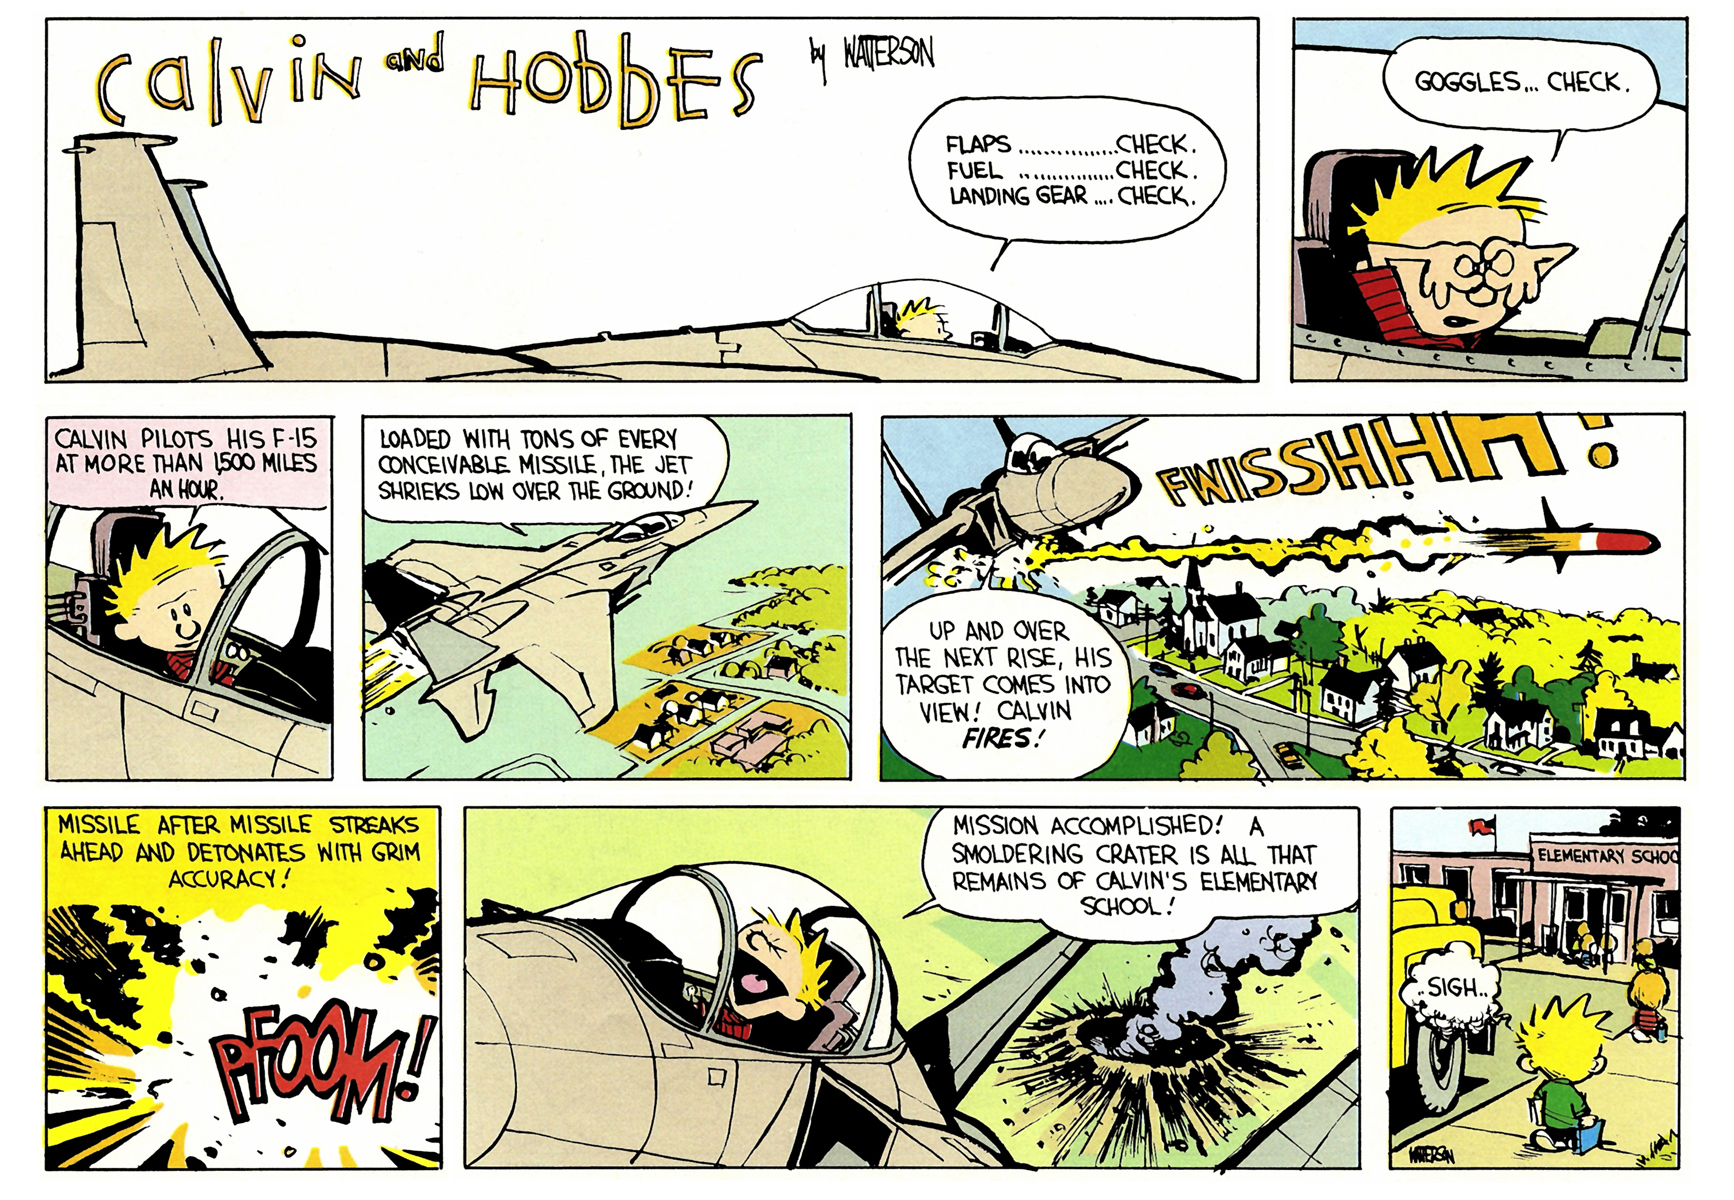 Calvin and Hobbes by Watterson
FLAPS ................CHECK.
FUEL ................CHECK.
LANDING GEAR .... CHECK.
GOGGLES... CHECK.
CALVIN PILOTS HIS F-15
AT MORE THAN 1,500 MILES
AN HOUR.
LOADED WITH TONS OF EVERY
CONCEIVABLE MISSILE, THE JET
SHRIEKS LOW OVER THE GROUND!
FWISSHHHH!
UP AND OVER
THE NEXT RISE, HIS
TARGET COMES INTO
VIEW! CALVIN
FIRES!
MISSILE AFTER MISSILE STREAKS
AHEAD AND DETONATES WITH GRIM
ACCURACY!
PFOOM!
MISSION ACCOMPLISHED! A
SMOLDERING CRATER IS ALL THAT
REMAINS OF CALVIN'S ELEMENTARY
SCHOOL!
ELEMENTARY SCHOO
SIGH..
WATTERSON